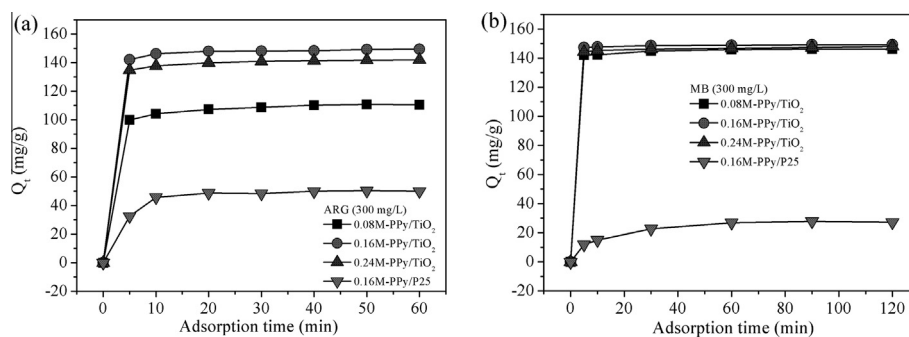 (a)
160
140
120
100
80
60
40
20
0
-20
Qt (mg/g)
ARG (300 mg/L)
0.08M-PPy/TiO2
0.16M-PPy/TiO2
0.24M-PPy/TiO2
0.16M-PPy/P25
0 10 20 30 40 50 60
Adsorption time (min)
(b)
160
140
120
100
80
60
40
20
0
-20
Qt (mg/g)
MB (300 mg/L)
0.08M-PPy/TiO2
0.16M-PPy/TiO2
0.24M-PPy/TiO2
0.16M-PPy/P25
0 20 40 60 80 100 120
Adsorption time (min)